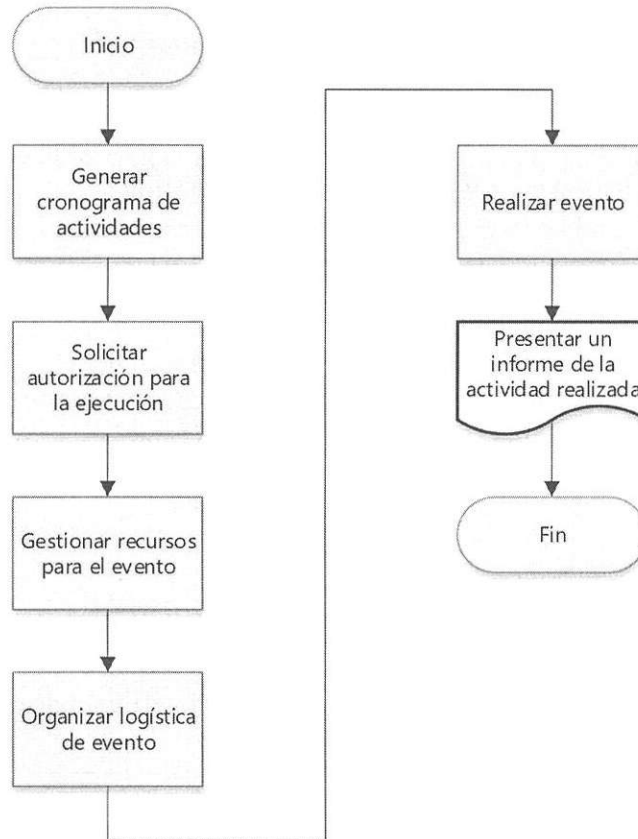 Inicio
Generar
cronograma de
actividades
Solicitar
autorización para
la ejecución
Gestionar recursos
para el evento
Organizar logística
de evento
Realizar evento
Presentar un
informe de la
actividad realizada
Fin